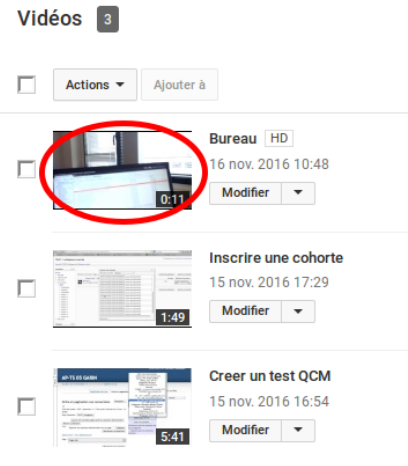 Vidéos 3
Actions Ajouter à
Bureau HD
16 nov. 2016 10:48
Modifier
0:11
Inscrire une cohorte
15 nov. 2016 17:29
Modifier
1:49
Creer un test QCM
15 nov. 2016 16:54
Modifier
5:41